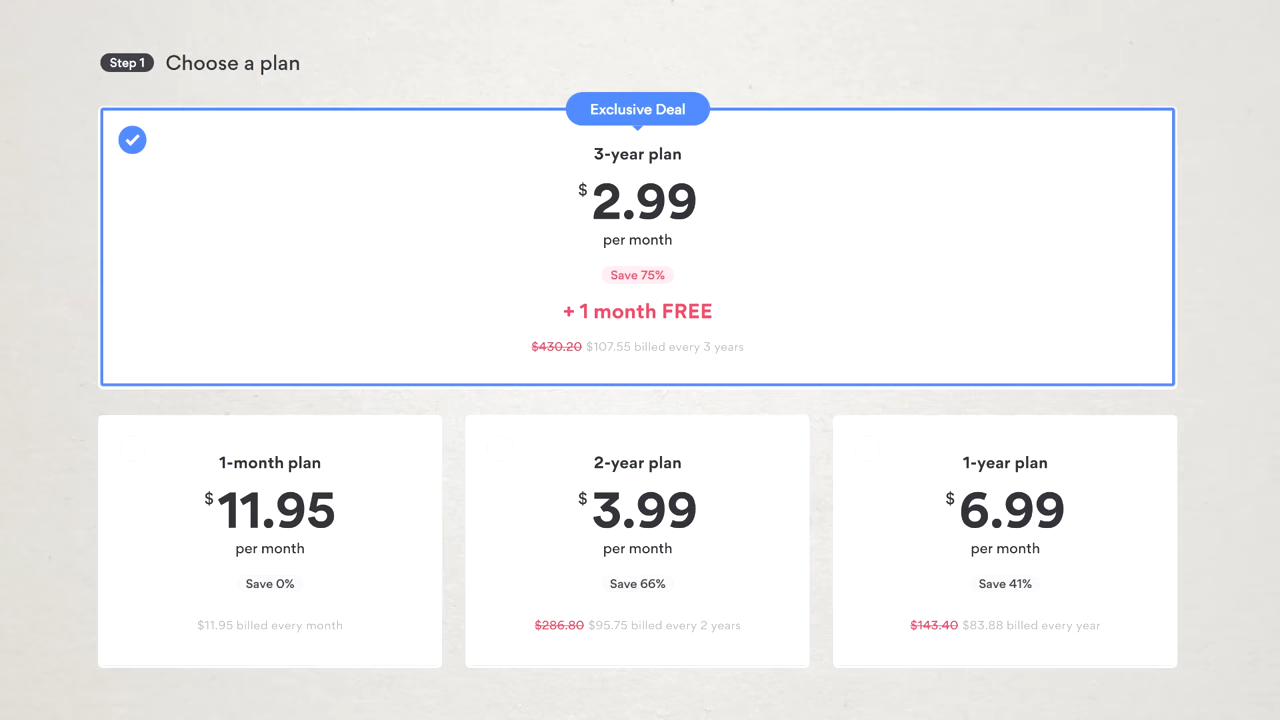 Step 1 Choose a plan
Exclusive Deal
3-year plan
$2.99
per month
Save 75%
+ 1 month FREE
$430.20 $107.55 billed every 3 years
1-month plan
$11.95
per month
Save 0%
$11.95 billed every month
2-year plan
$3.99
per month
Save 66%
$286.80 $95.75 billed every 2 years
1-year plan
$6.99
per month
Save 41%
$143.40 $83.88 billed every year